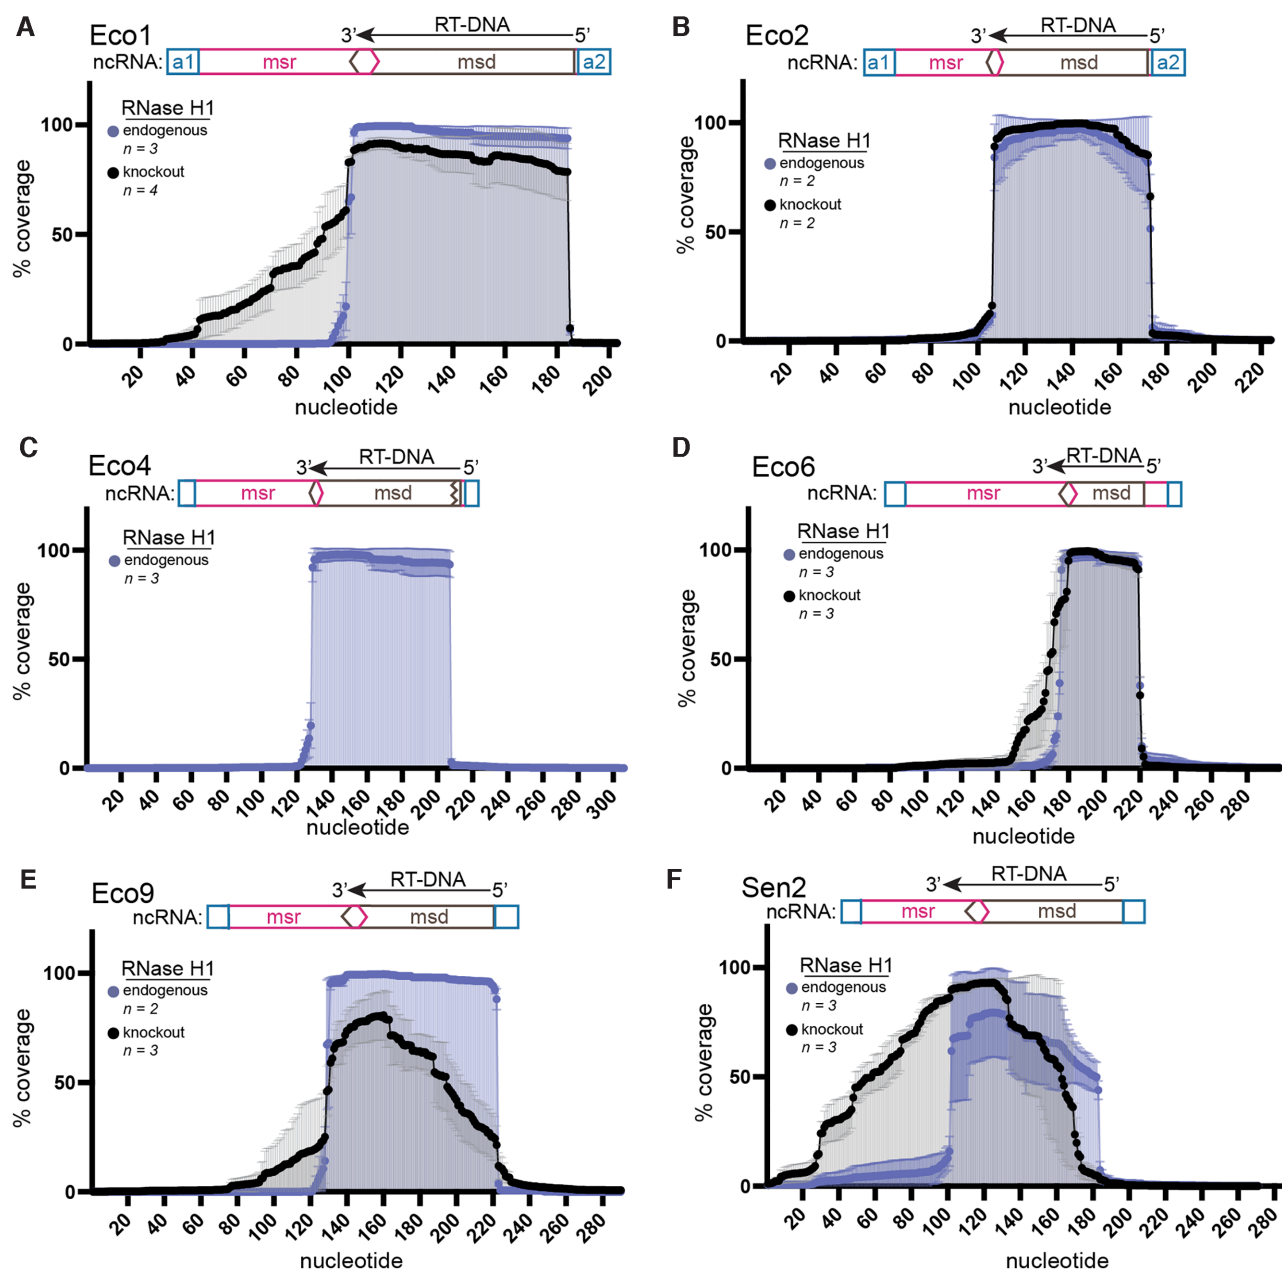 A
Eco1
3’ RT-DNA 5’
ncRNA: a1 msr msd a2
RNase H1
endogenous
n = 3
knockout
n = 4
% coverage
100
50
0
20 40 60 80 100 120 140 160 180 200
nucleotide
B
Eco2
3’ RT-DNA 5’
ncRNA: a1 msr msd a2
RNase H1
endogenous
n = 2
knockout
n = 2
% coverage
100
50
0
20 40 60 80 100 120 140 160 180 200 220
nucleotide
C
Eco4
3’ RT-DNA 5’
ncRNA: msr msd
RNase H1
endogenous
n = 3
% coverage
100
50
0
20 40 60 80 100 120 140 160 180 200 220 240 260 280 300
nucleotide
D
Eco6
3’ RT-DNA 5’
ncRNA: msr msd
RNase H1
endogenous
n = 3
knockout
n = 3
% coverage
100
50
0
20 40 60 80 100 120 140 160 180 200 220 240 260 280
nucleotide
E
Eco9
3’ RT-DNA 5’
ncRNA: msr msd
RNase H1
endogenous
n = 2
knockout
n = 3
% coverage
100
50
0
20 40 60 80 100 120 140 160 180 200 220 240 260 280
nucleotide
F
Sen2
3’ RT-DNA 5’
ncRNA: msr msd
RNase H1
endogenous
n = 3
knockout
n = 3
% coverage
100
50
0
20 40 60 80 100 120 140 160 180 200 220 240 260 280
nucleotide